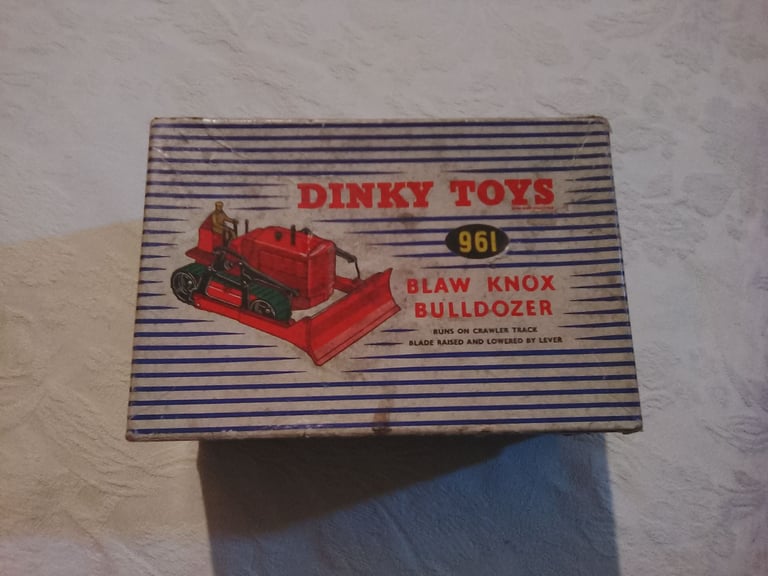 DINKY TOYS
961
BLAW KNOX
BULLDOZER
RUNS ON CRAWLER TRACK
BLADE RAISED AND LOWERED BY LEVER